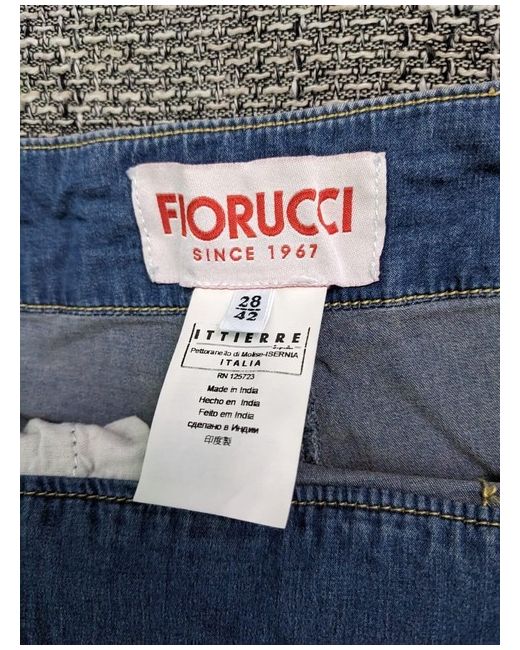 FIORUCCI
SINCE 1967
28
42
ITTIERRE
Pettoranello di Molise-ISERNIA
ITALIA
RN 125723
Made in India
Hecho en India
Feito em India
сделано в Индии
印度製